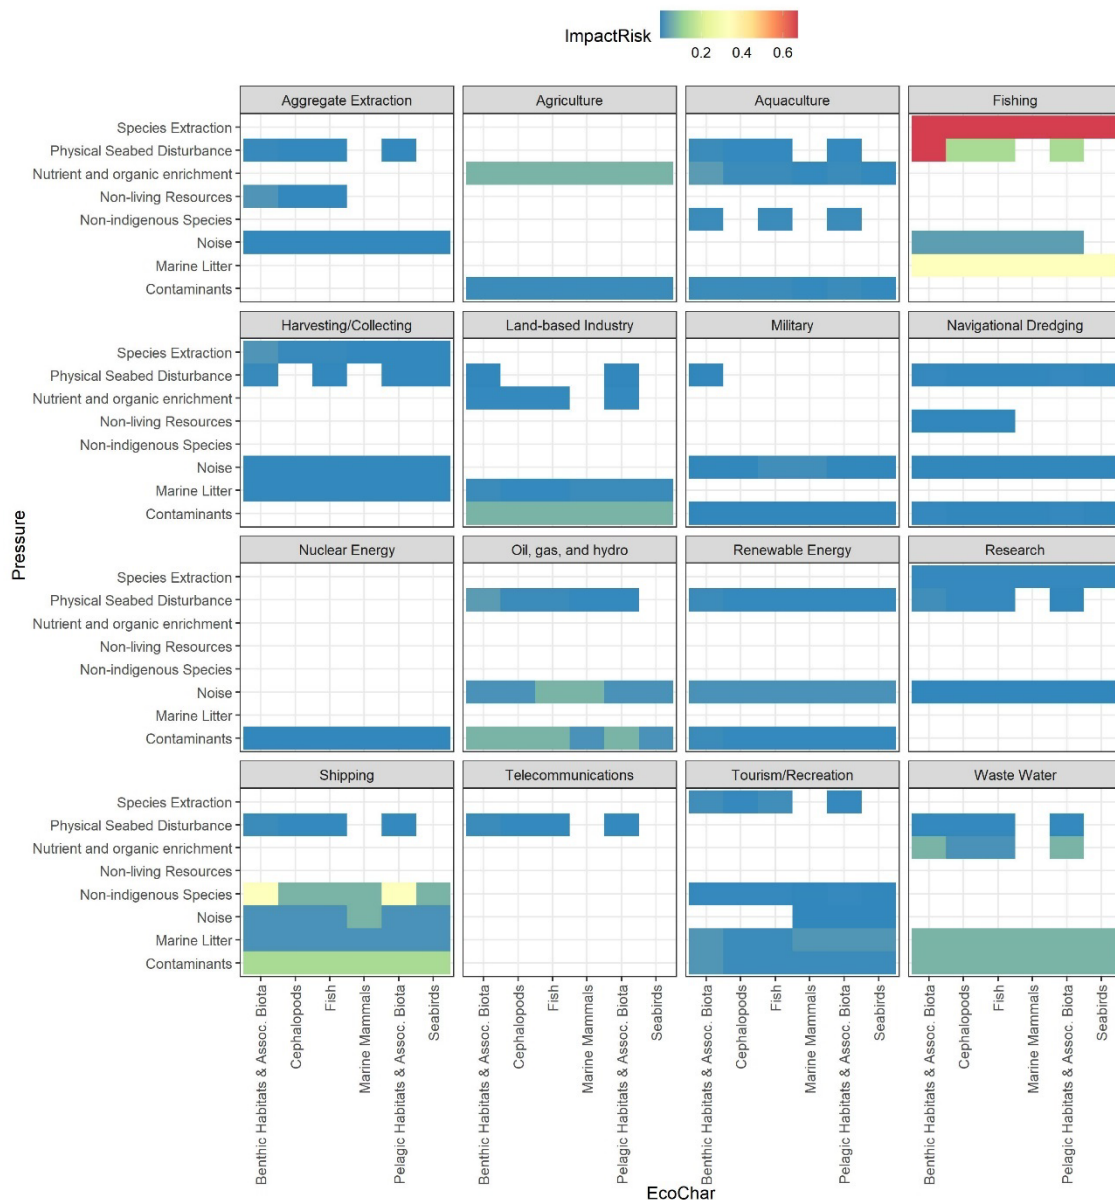 ImpactRisk
0.2 0.4 0.6
Aggregate Extraction Agriculture Aquaculture Fishing
Species Extraction
Physical Seabed Disturbance
Nutrient and organic enrichment
Non-living Resources
Non-indigenous Species
Noise
Marine Litter
Contaminants
Harvesting/Collecting Land-based Industry Military Navigational Dredging
Species Extraction
Physical Seabed Disturbance
Nutrient and organic enrichment
Non-living Resources
Non-indigenous Species
Noise
Marine Litter
Contaminants
Pressure
Nuclear Energy Oil, gas, and hydro Renewable Energy Research
Species Extraction
Physical Seabed Disturbance
Nutrient and organic enrichment
Non-living Resources
Non-indigenous Species
Noise
Marine Litter
Contaminants
Shipping Telecommunications Tourism/Recreation Waste Water
Species Extraction
Physical Seabed Disturbance
Nutrient and organic enrichment
Non-living Resources
Non-indigenous Species
Noise
Marine Litter
Contaminants
Benthic Habitats & Assoc. Biota
Cephalopods
Fish
Marine Mammals
Pelagic Habitats & Assoc. Biota
Seabirds
Benthic Habitats & Assoc. Biota
Cephalopods
Fish
Marine Mammals
Pelagic Habitats & Assoc. Biota
Seabirds
Benthic Habitats & Assoc. Biota
Cephalopods
Fish
Marine Mammals
Pelagic Habitats & Assoc. Biota
Seabirds
Benthic Habitats & Assoc. Biota
Cephalopods
Fish
Marine Mammals
Pelagic Habitats & Assoc. Biota
Seabirds
EcoChar